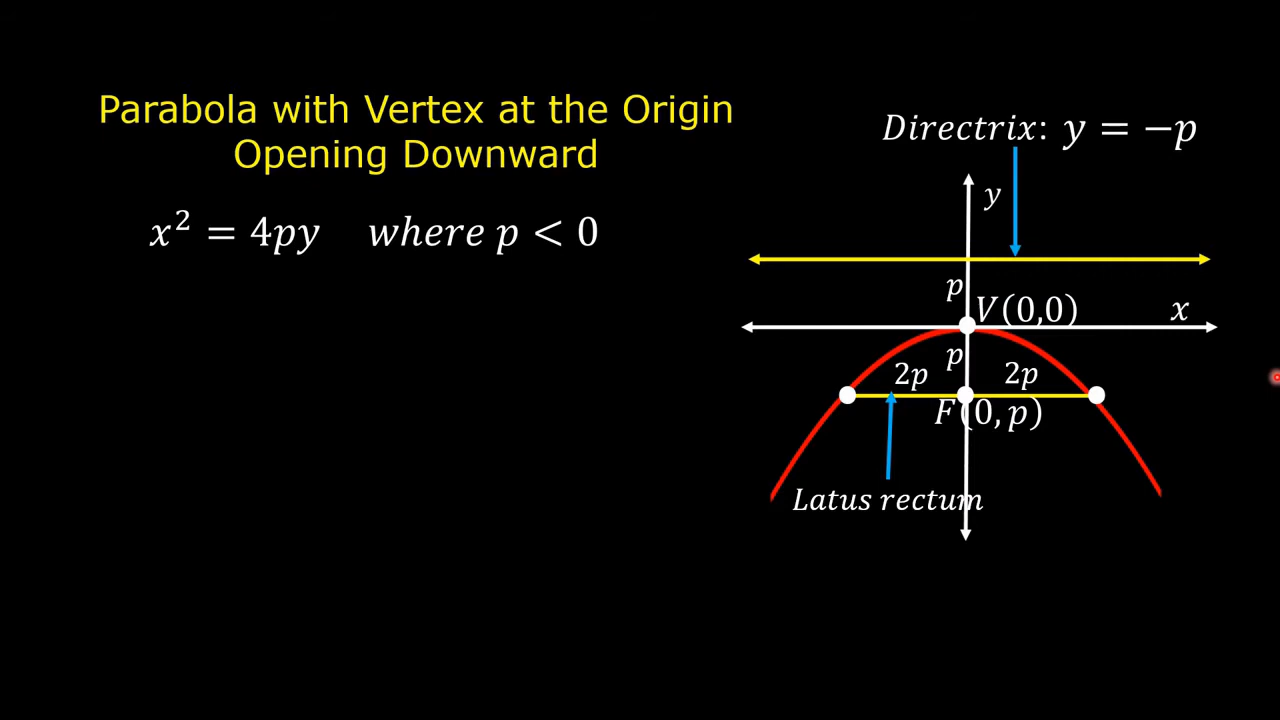 Parabola with Vertex at the Origin
Opening Downward
x² = 4py where p < 0
Directrix: y = −p
y
p
V(0,0)
x
p
2p
2p
F(0, p)
Latus rectum